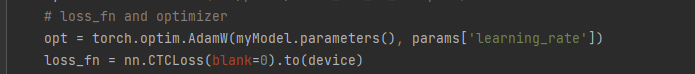 # loss_fn and optimizer
opt = torch.optim.AdamW(myModel.parameters(), params['learning_rate'])
loss_fn = nn.CTCLoss(blank=0).to(device)